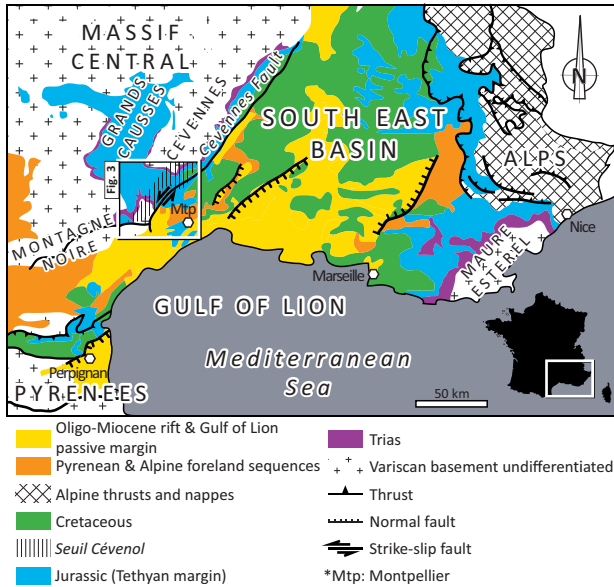 MASSIF
CENTRAL
GRANDS
CAUSSES
CEVENNES
Cevennes Fault
SOUTH EAST
BASIN
N
ALPS
Fig. 3
Mtp
MONTAGNE
NOIRE
Nice
MAURE
ESTEREL
Marseille
GULF OF LION
Mediterranean
Sea
Perpignan
PYRENEES
50 km
Oligo-Miocene rift & Gulf of Lion
passive margin
Pyrenean & Alpine foreland sequences
Alpine thrusts and nappes
Cretaceous
Seuil Cévenol
Jurassic (Tethyan margin)
Trias
Variscan basement undifferentiated
Thrust
Normal fault
Strike-slip fault
*Mtp: Montpellier